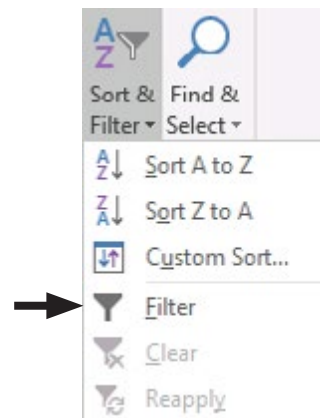 Sort &
Filter
Find &
Select
Sort A to Z
Sort Z to A
Custom Sort...
Filter
Clear
Reapply